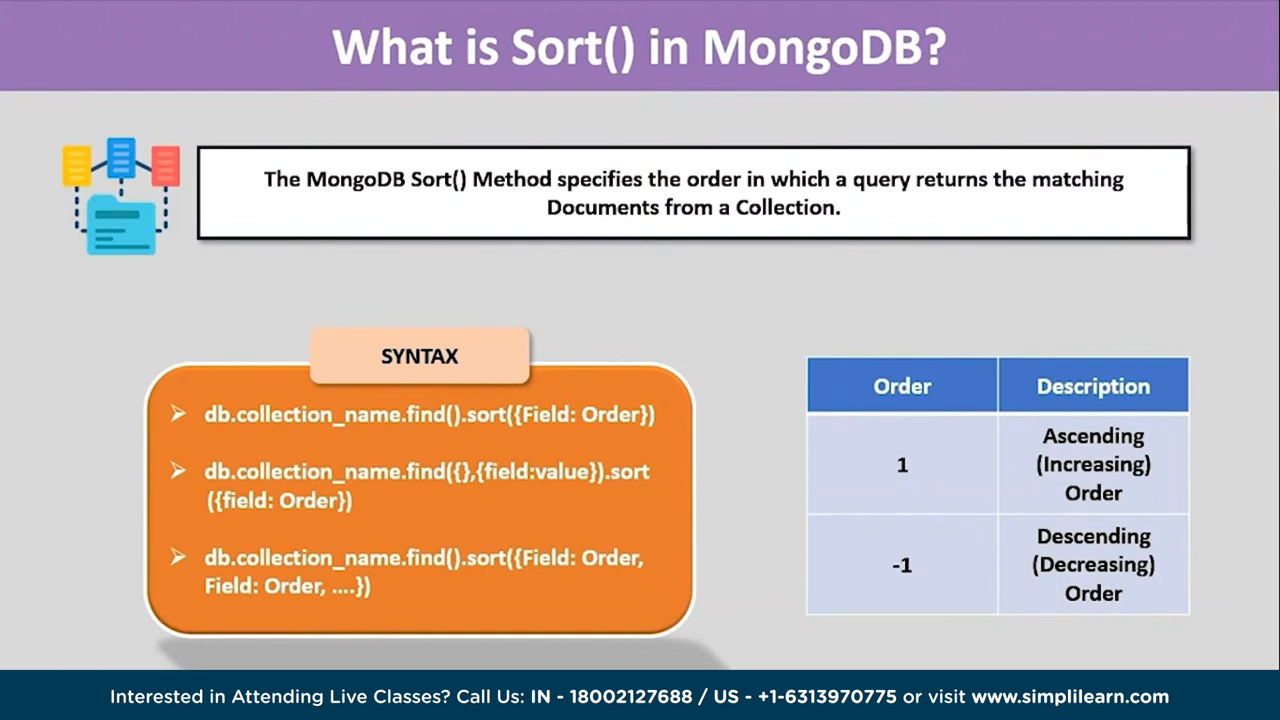 What is Sort() in MongoDB?
The MongoDB Sort() Method specifies the order in which a query returns the matching
Documents from a Collection.
SYNTAX
➢ db.collection_name.find().sort({Field: Order})
➢ db.collection_name.find({},{field:value}).sort
({field: Order})
➢ db.collection_name.find().sort({Field: Order,
Field: Order, ....})
Order
Description
1
Ascending
(Increasing)
Order
-1
Descending
(Decreasing)
Order
Interested in Attending Live Classes? Call Us: IN - 18002127688 / US - +1-6313970775 or visit www.simplilearn.com